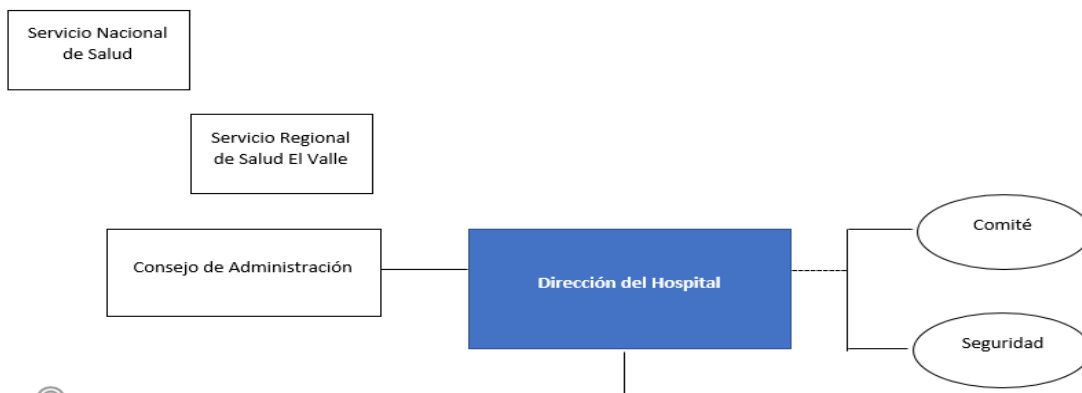 Servicio Nacional
de Salud
Servicio Regional
de Salud El Valle
Consejo de Administración
Dirección del Hospital
Comité
Seguridad